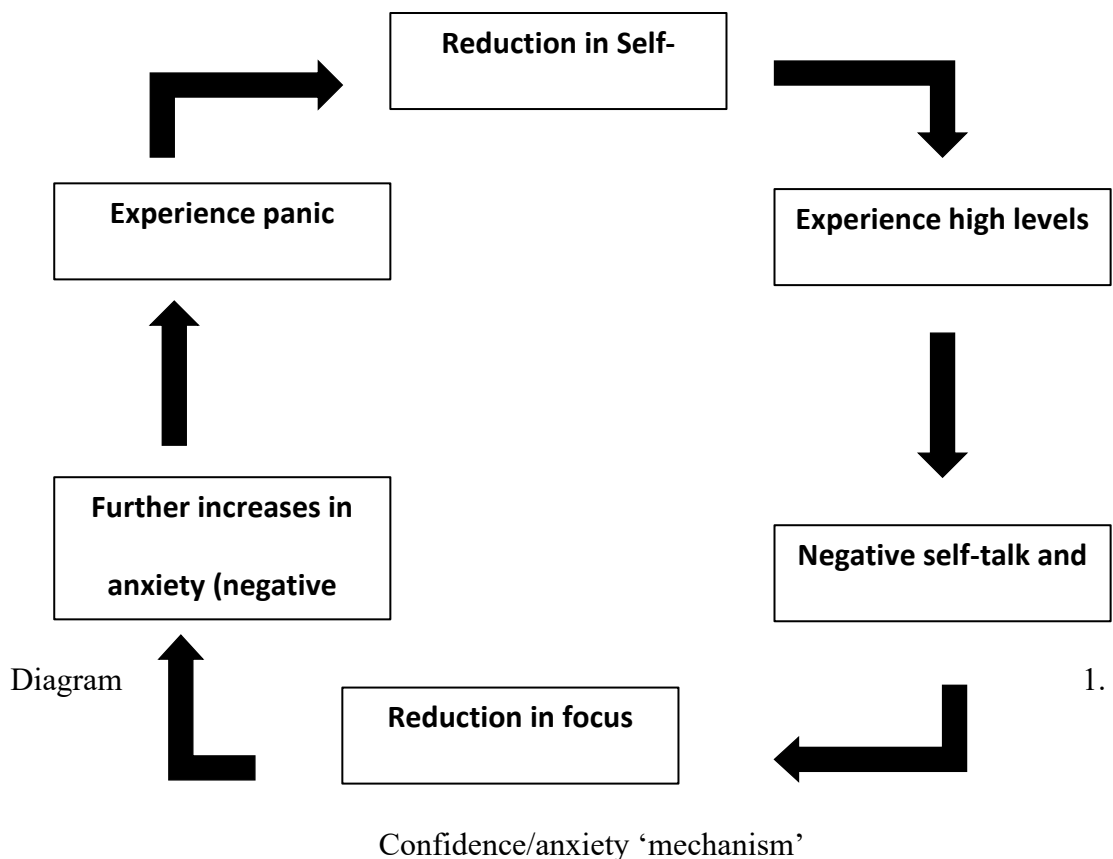 Reduction in Self-
Experience panic
Experience high levels
Further increases in
anxiety (negative
Negative self-talk and
Diagram 1.
Reduction in focus
Confidence/anxiety ‘mechanism’